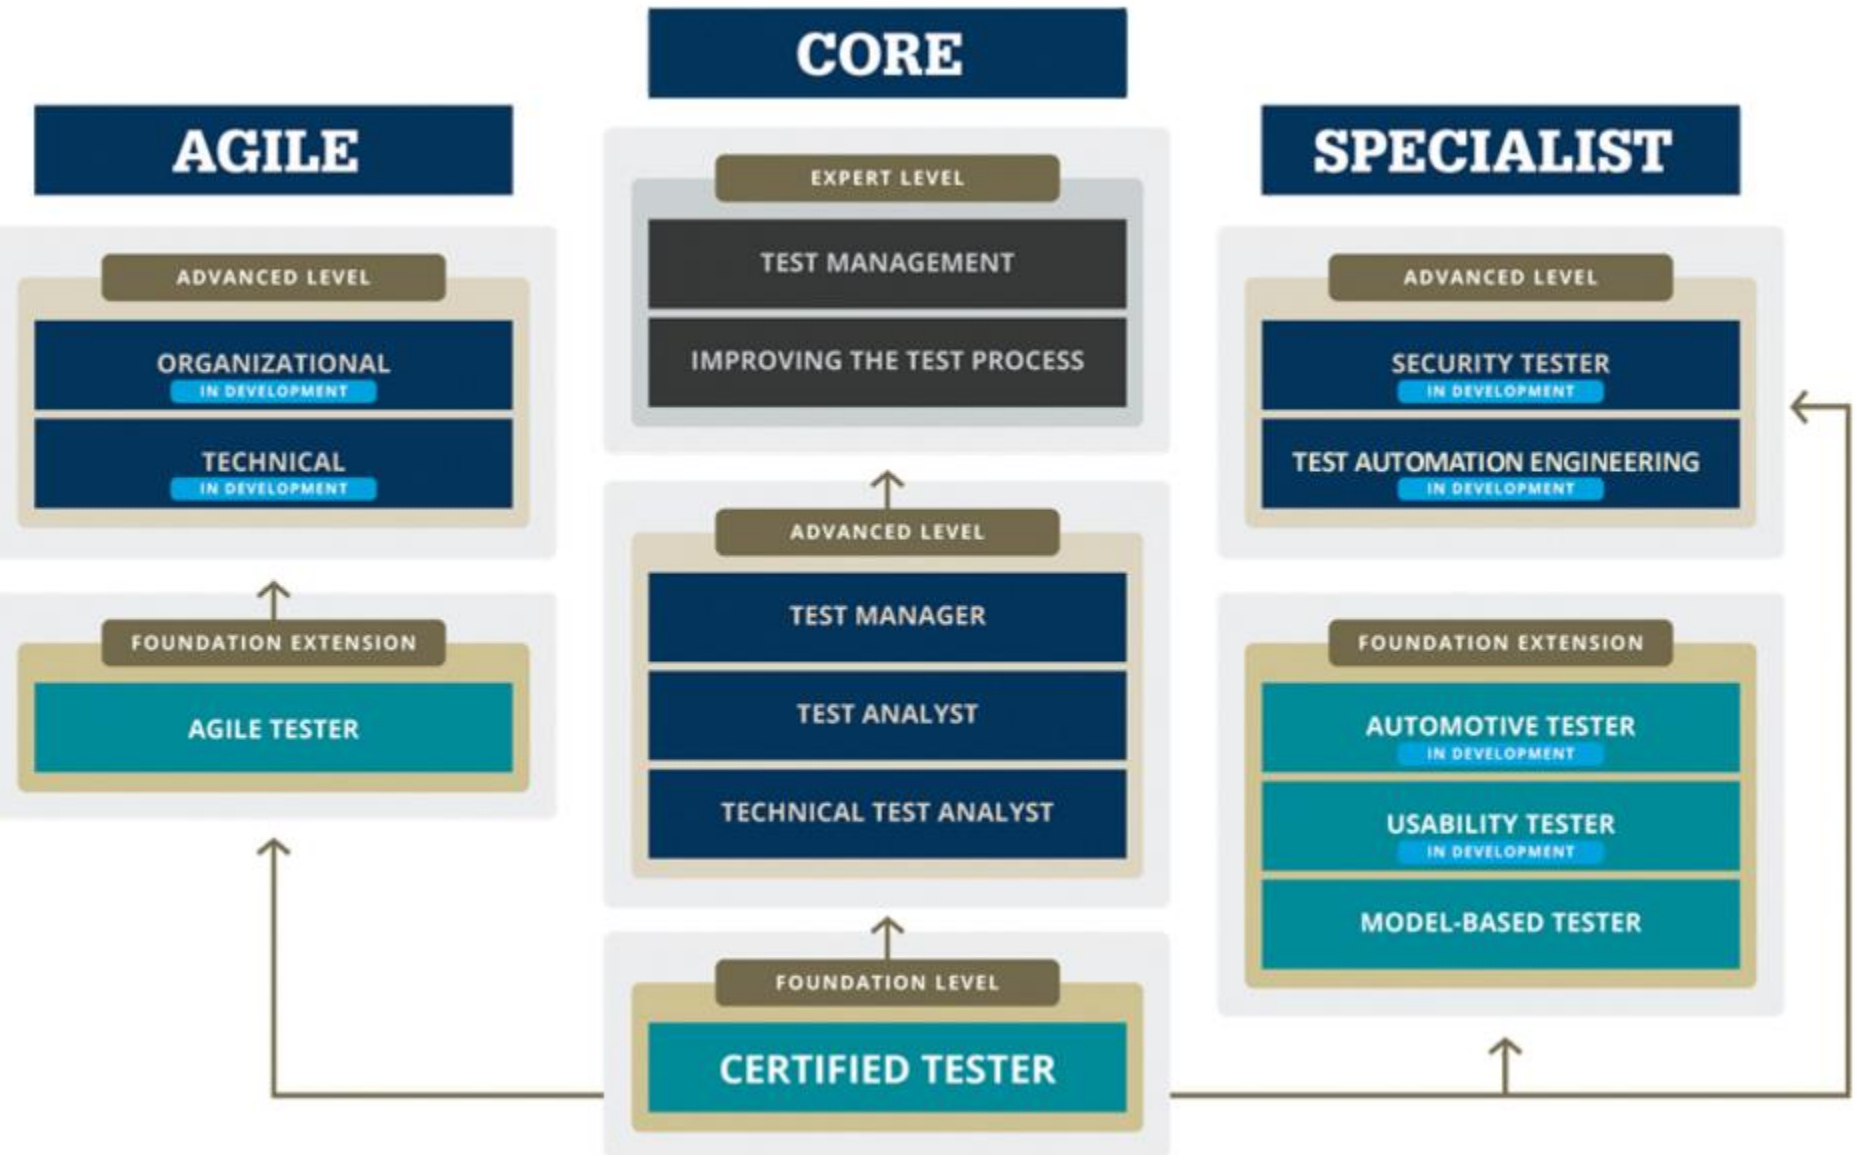 CORE
AGILE
SPECIALIST
EXPERT LEVEL
TEST MANAGEMENT
IMPROVING THE TEST PROCESS
ADVANCED LEVEL
ORGANIZATIONAL
IN DEVELOPMENT
TECHNICAL
IN DEVELOPMENT
ADVANCED LEVEL
SECURITY TESTER
IN DEVELOPMENT
TEST AUTOMATION ENGINEERING
IN DEVELOPMENT
ADVANCED LEVEL
TEST MANAGER
TEST ANALYST
TECHNICAL TEST ANALYST
FOUNDATION EXTENSION
AGILE TESTER
FOUNDATION EXTENSION
AUTOMOTIVE TESTER
IN DEVELOPMENT
USABILITY TESTER
IN DEVELOPMENT
MODEL-BASED TESTER
FOUNDATION LEVEL
CERTIFIED TESTER